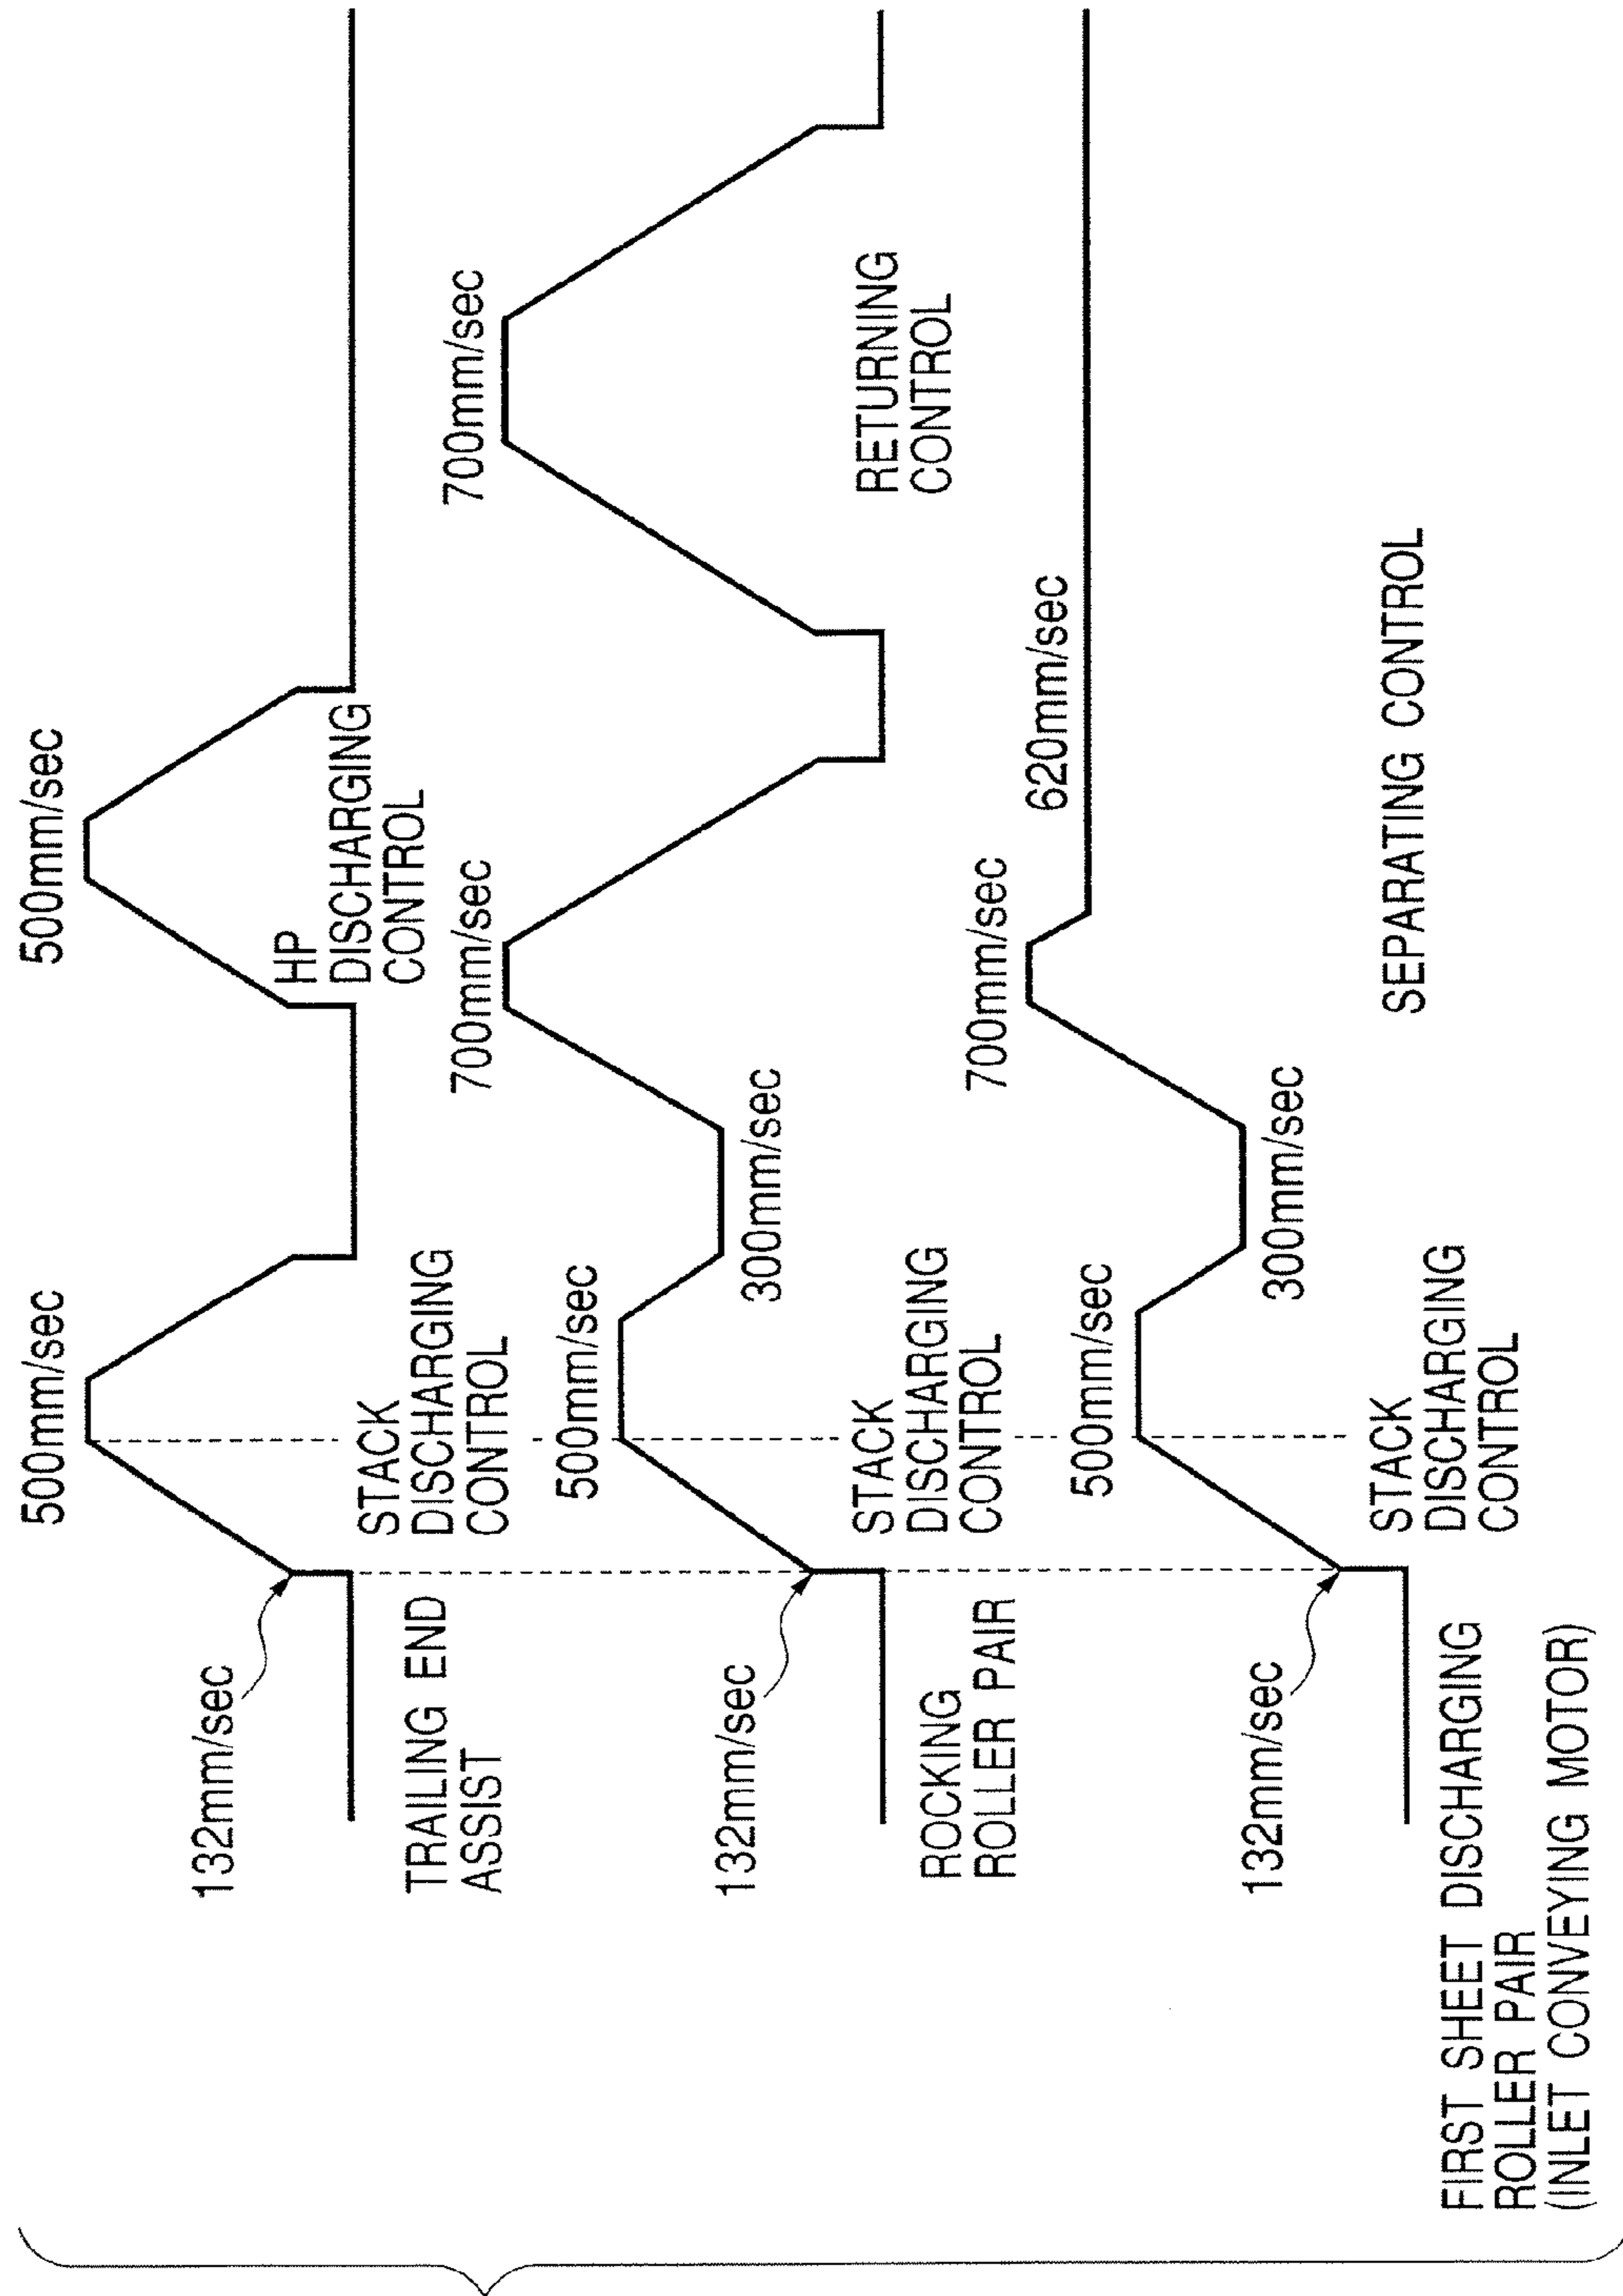 500mm/sec
500mm/sec
132mm/sec
TRAILING END
ASSIST
STACK
DISCHARGING
CONTROL
HP
DISCHARGING
CONTROL
500mm/sec
700mm/sec
700mm/sec
132mm/sec
300mm/sec
ROCKING
ROLLER PAIR
STACK
DISCHARGING
CONTROL
RETURNING
CONTROL
500mm/sec
700mm/sec
620mm/sec
132mm/sec
300mm/sec
FIRST SHEET DISCHARGING
ROLLER PAIR
(INLET CONVEYING MOTOR)
STACK
DISCHARGING
CONTROL
SEPARATING CONTROL